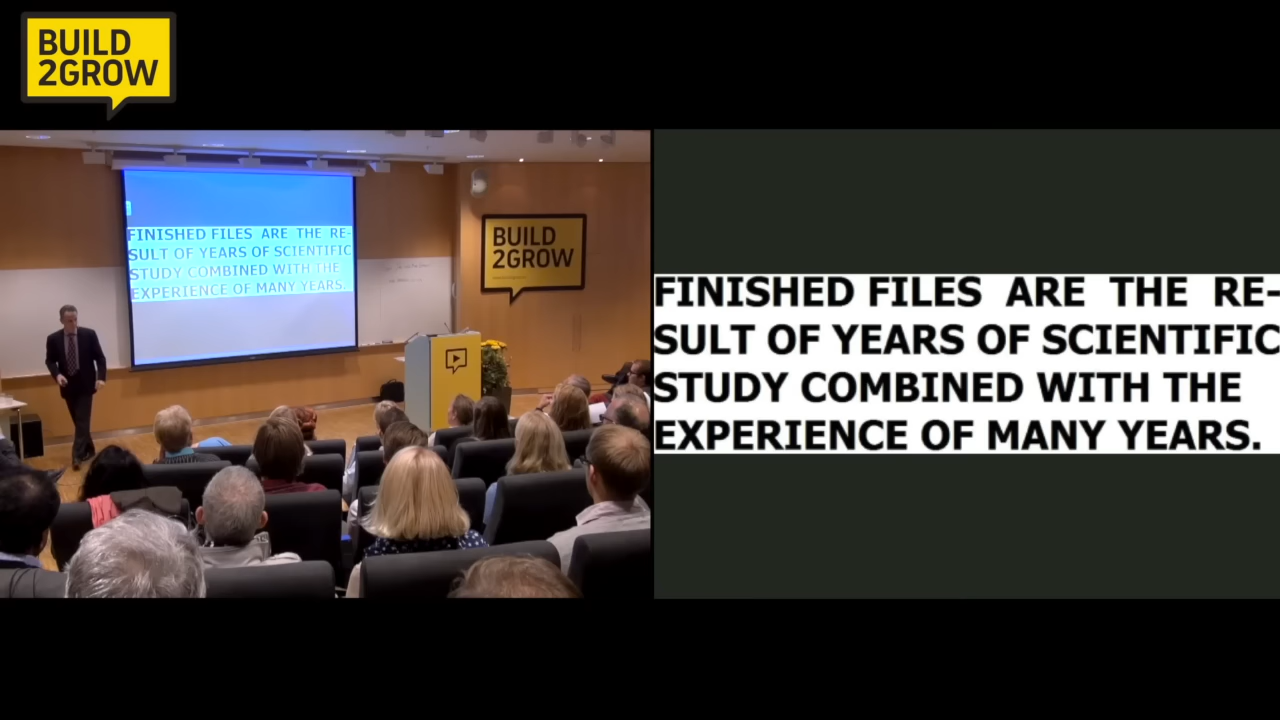 BUILD
2GROW
FINISHED FILES ARE THE RE-
SULT OF YEARS OF SCIENTIFIC
STUDY COMBINED WITH THE
EXPERIENCE OF MANY YEARS.
BUILD
2GROW
FINISHED FILES ARE THE RE-
SULT OF YEARS OF SCIENTIFIC
STUDY COMBINED WITH THE
EXPERIENCE OF MANY YEARS.